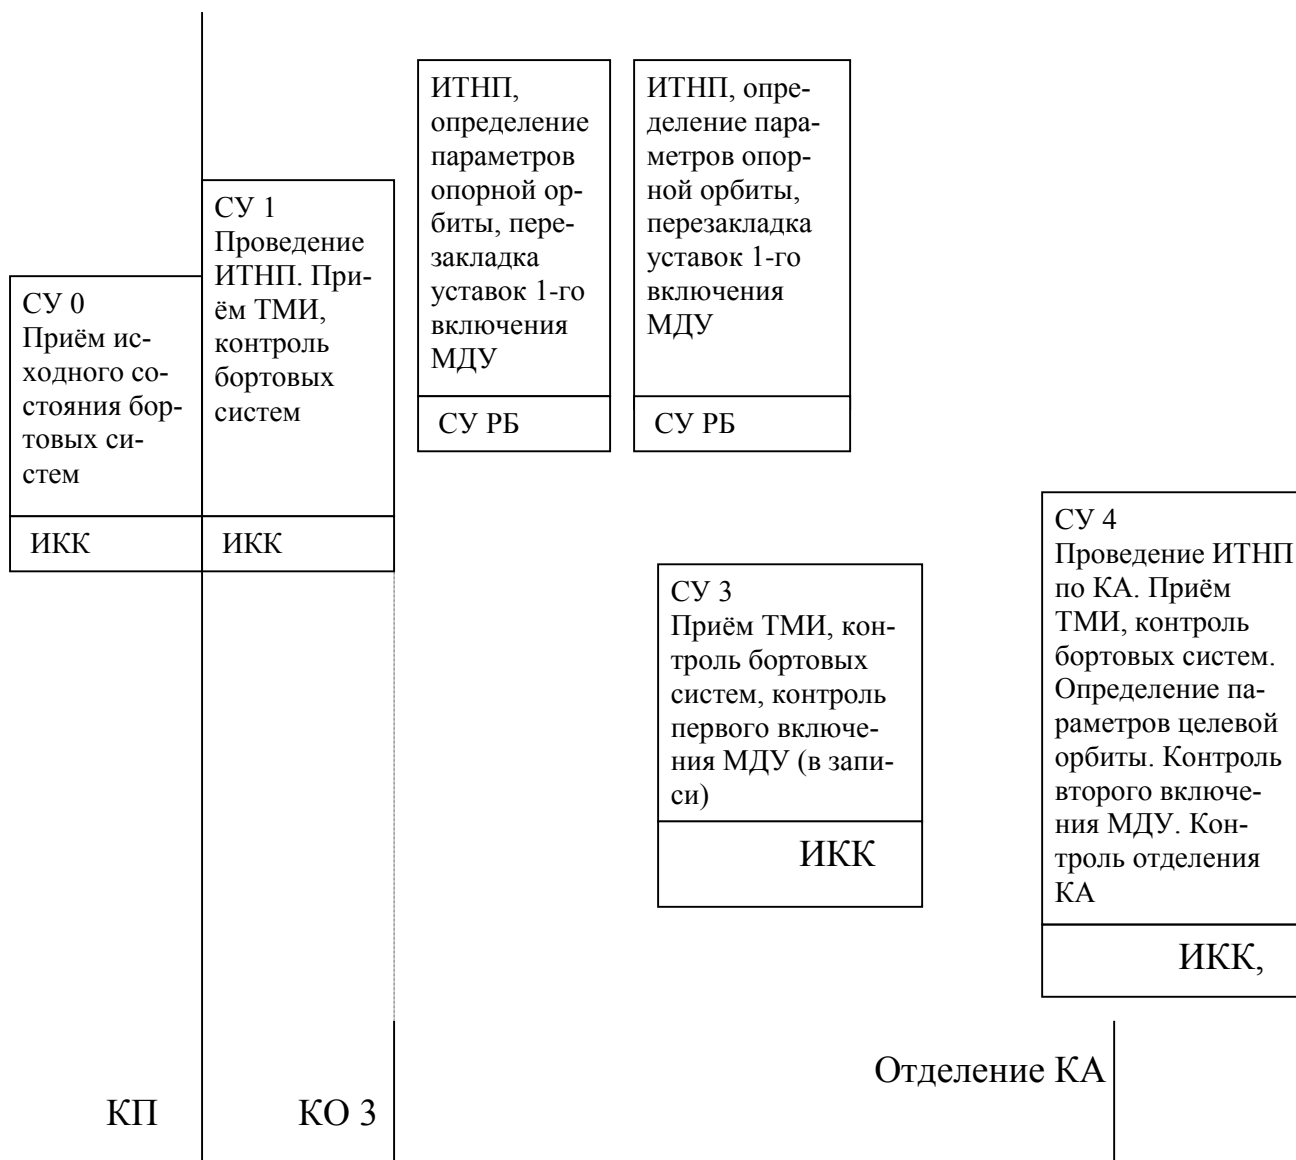 ИТНП,
определение
параметров
опорной ор-
биты, пере-
закладка
уставок 1-го
включения
МДУ
СУ РБ
ИТНП, опре-
деление пара-
метров опор-
ной орбиты,
перезакладка
уставок 1-го
включения
МДУ
СУ РБ
СУ 1
Проведение
ИТНП. При-
ём ТМИ,
контроль
бортовых
систем
ИКК
СУ 0
Приём ис-
ходного со-
стояния бор-
товых си-
стем
ИКК
СУ 3
Приём ТМИ, кон-
троль бортовых
систем, контроль
первого включе-
ния МДУ (в запи-
си)
ИКК
СУ 4
Проведение ИТНП
по КА. Приём
ТМИ, контроль
бортовых систем.
Определение па-
раметров целевой
орбиты. Контроль
второго включе-
ния МДУ. Кон-
троль отделения
КА
ИКК,
Отделение КА
КП
КО 3